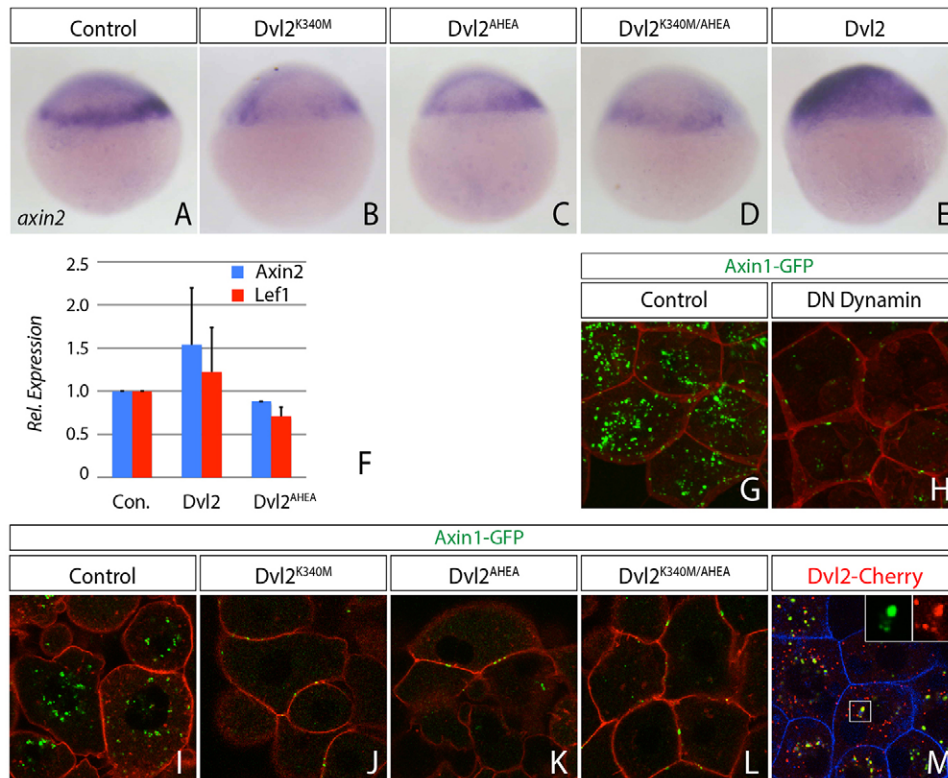 Control Dvl2K340M Dvl2AHEA Dvl2K340M/AHEA Dvl2
axin2 A B C D E
2.5
2.0
1.5
1.0
0.5
0
Rel. Expression
Axin2
Lef1
Con. Dvl2 Dvl2AHEA
F
Axin1-GFP
Control DN Dynamin
G H
Axin1-GFP
Control Dvl2K340M Dvl2AHEA Dvl2K340M/AHEA Dvl2-Cherry
I J K L M